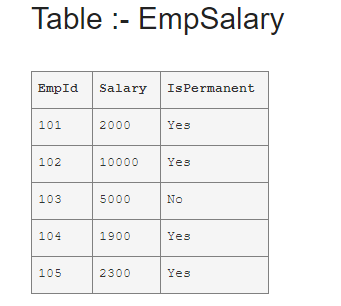 Table :- EmpSalary
EmpId Salary IsPermanent
101 2000 Yes
102 10000 Yes
103 5000 No
104 1900 Yes
105 2300 Yes